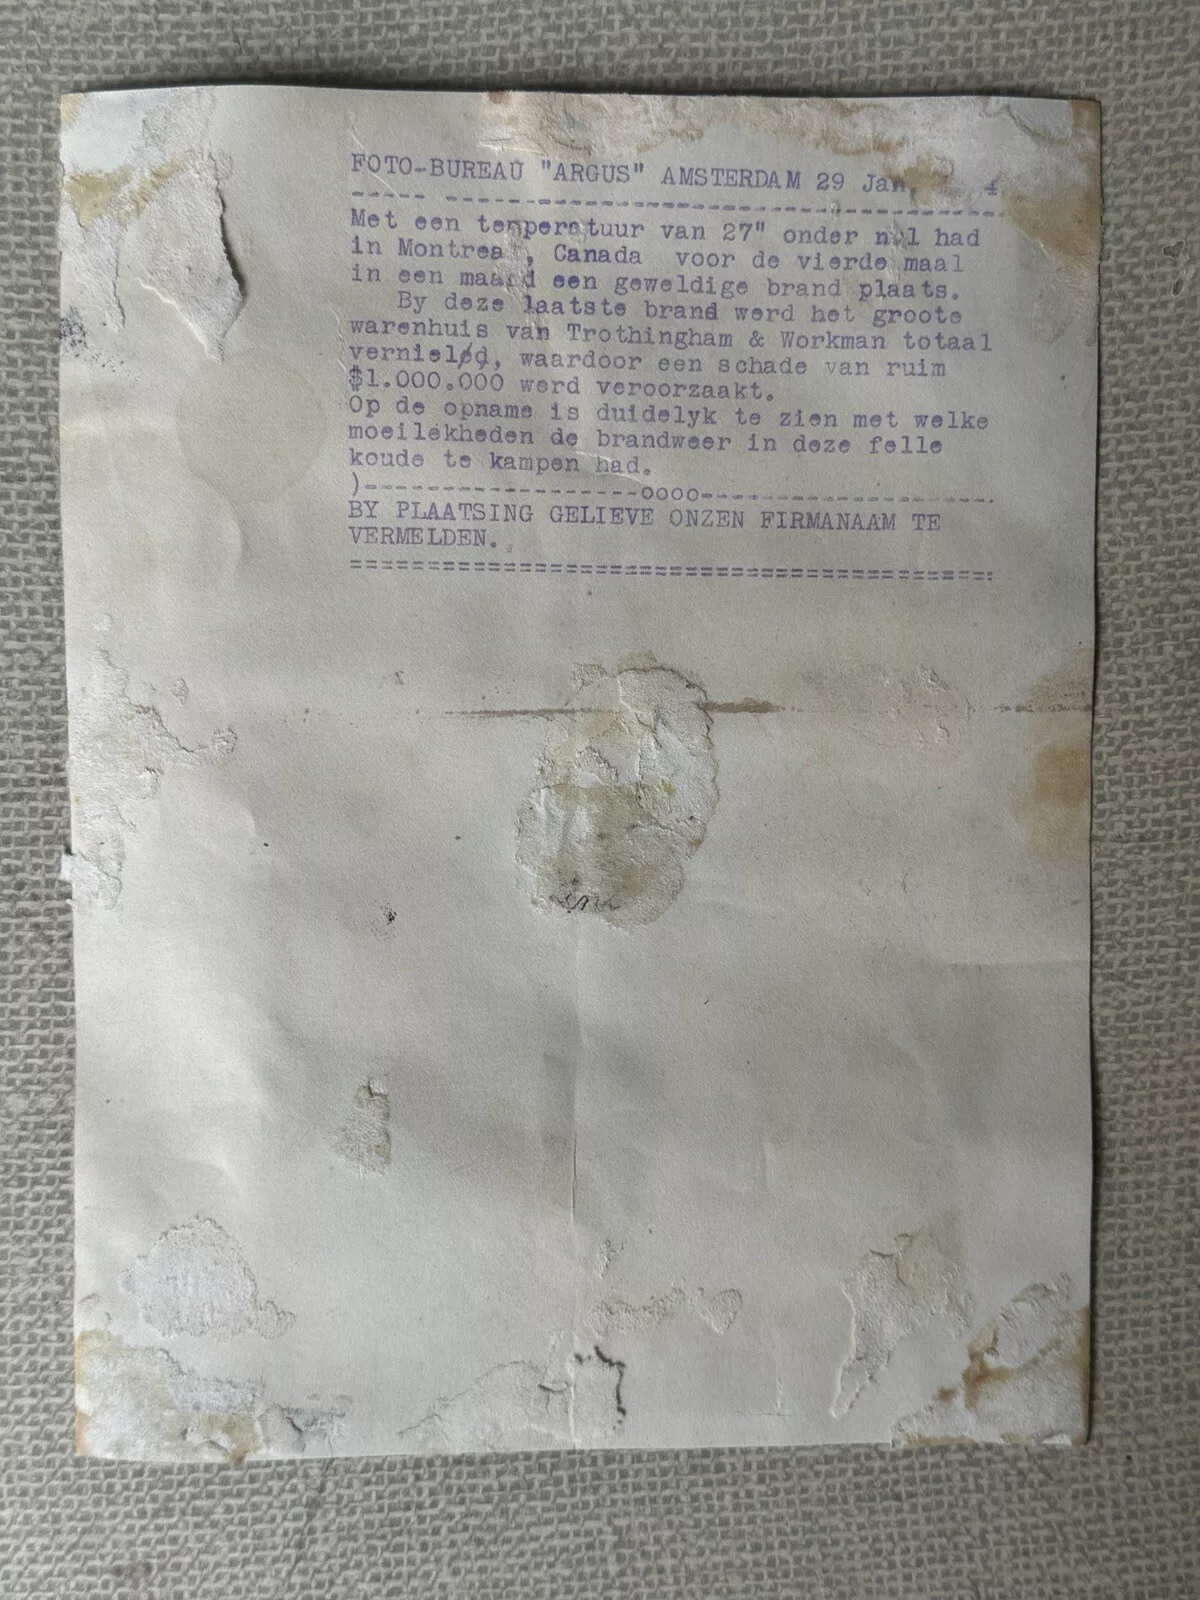 FOTO-BUREAU "ARGUS" AMSTERDAM 29 Jan, 4
Met een temperatuur van 27" onder nul had
in Montreal, Canada voor de vierde maal
in een maand een geweldige brand plaats.
By deze laatste brand werd het groote
warenhuis van Trothingham & Workman totaal
vernield, waardoor een schade van ruim
$1.000.000 werd veroorzaakt.
Op de opname is duidelyk te zien met welke
moeilekheden de brandweer in deze felle
koude te kampen had.
)-------------------oooo--------------------
BY PLAATSING GELIEVE ONZEN FIRMANAAM TE
VERMELDEN.